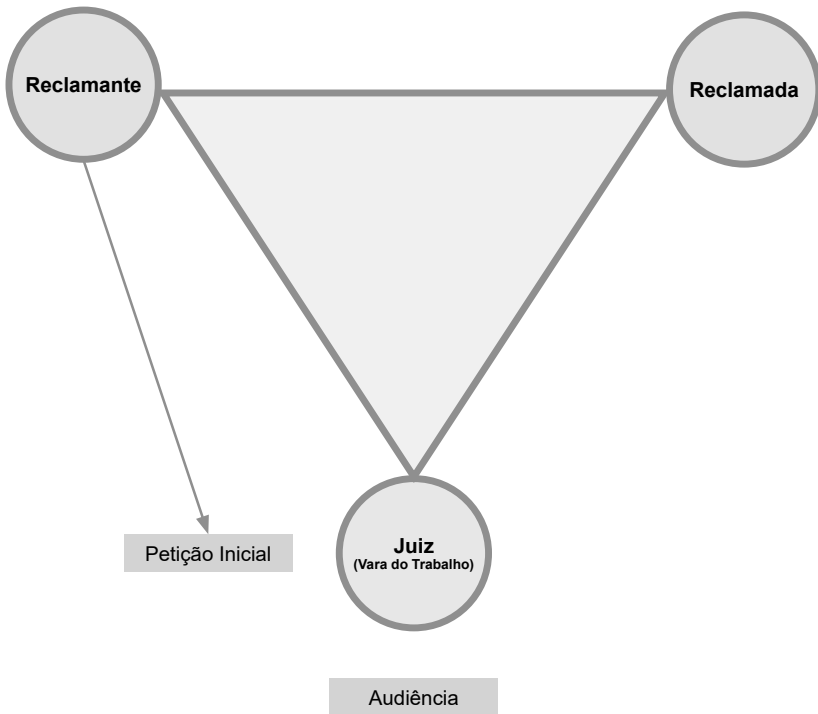 Reclamante
Reclamada
Petição Inicial
Juiz
(Vara do Trabalho)
Audiência